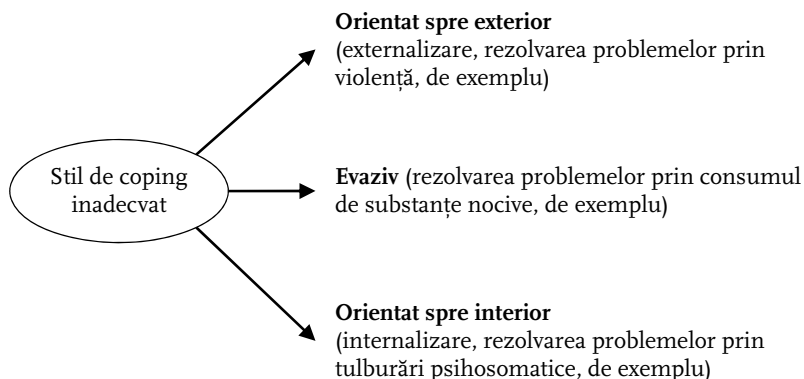 Orientat spre exterior
(externalizare, rezolvarea problemelor prin
violență, de exemplu)
Stil de coping
inadecvat
Evaziv (rezolvarea problemelor prin consumul
de substanțe nocive, de exemplu)
Orientat spre interior
(internalizare, rezolvarea problemelor prin
tulburări psihosomatice, de exemplu)